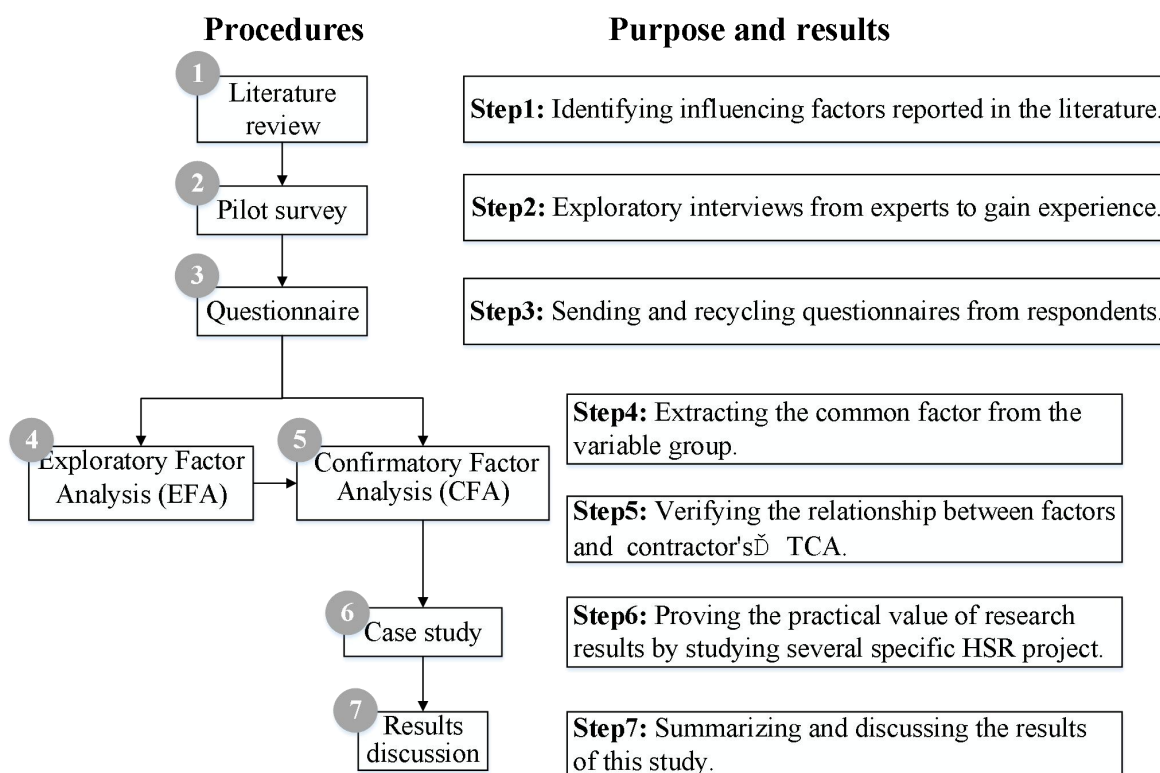 Procedures
Purpose and results
1
Literature
review
Step1: Identifying influencing factors reported in the literature.
2
Pilot survey
Step2: Exploratory interviews from experts to gain experience.
3
Questionnaire
Step3: Sending and recycling questionnaires from respondents.
4
Exploratory Factor
Analysis (EFA)
5
Confirmatory Factor
Analysis (CFA)
Step4: Extracting the common factor from the
variable group.
Step5: Verifying the relationship between factors
and contractor'sĎ TCA.
6
Case study
Step6: Proving the practical value of research
results by studying several specific HSR project.
7
Results
discussion
Step7: Summarizing and discussing the results
of this study.